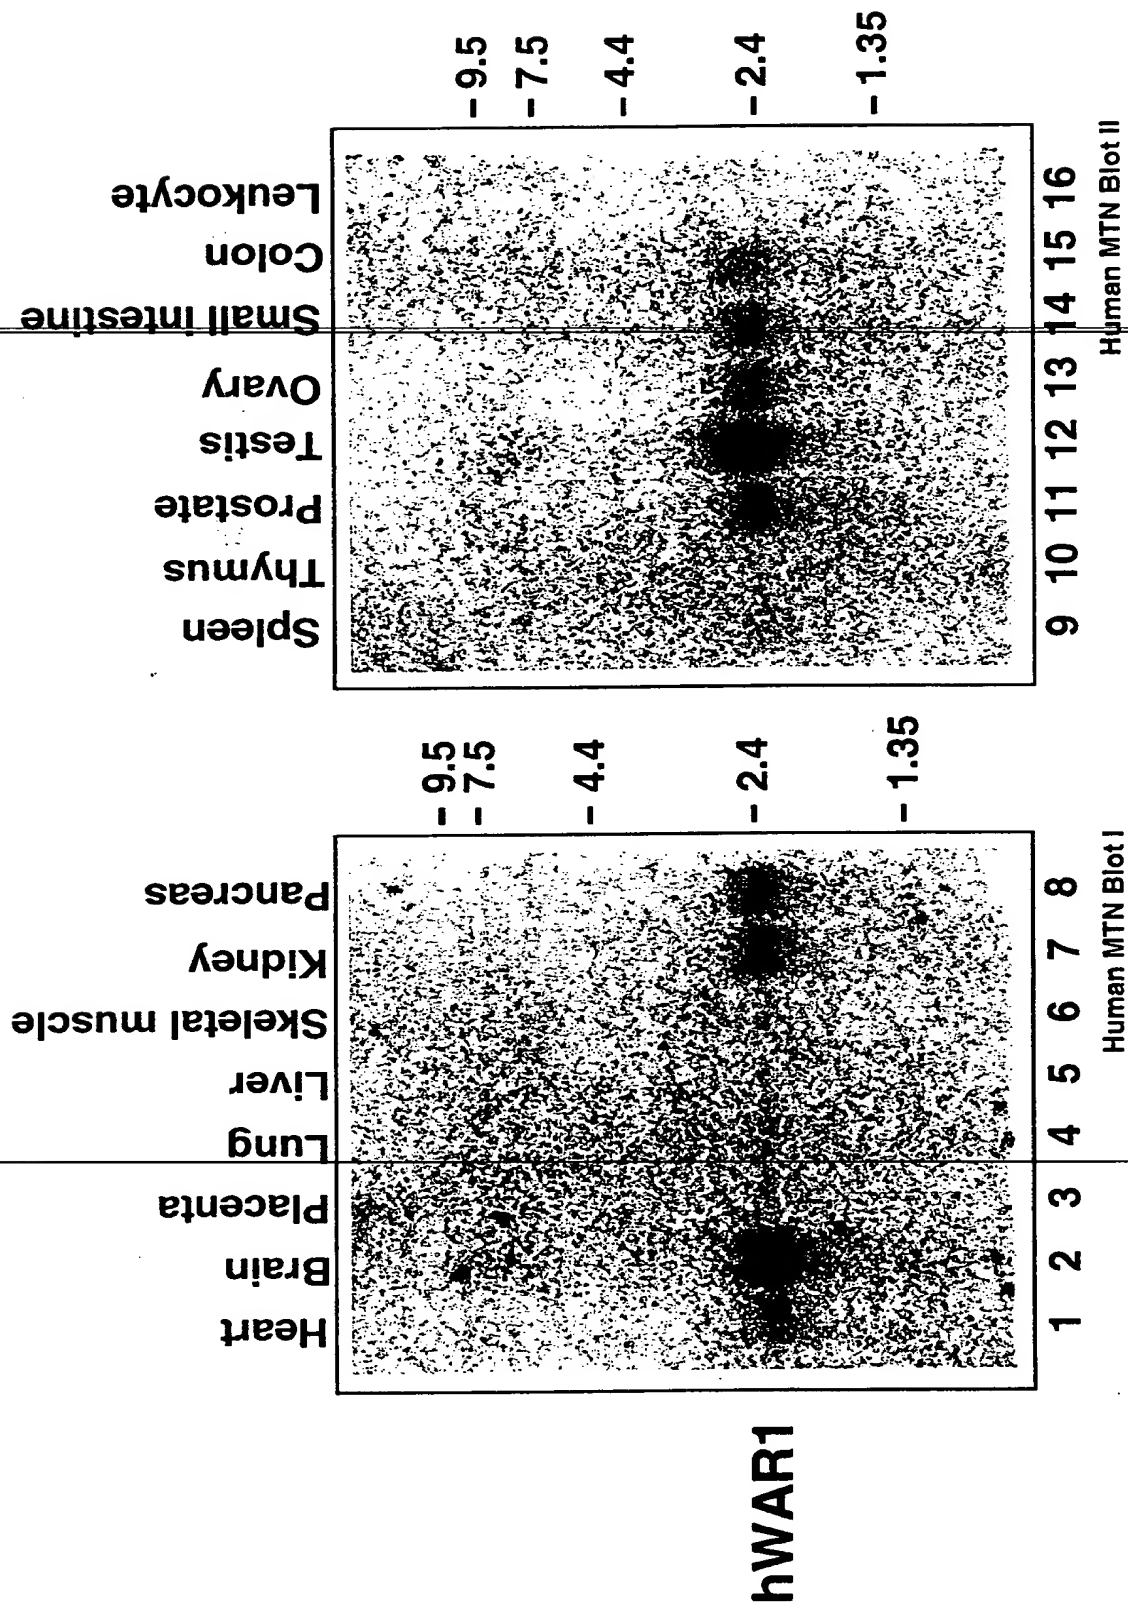 Heart
Brain
Placenta
Lung
Liver
Skeletal muscle
Kidney
Pancreas
- 9.5
- 7.5
- 4.4
- 2.4
- 1.35
hWAR1
1 2 3 4 5 6 7 8
Human MTN Blot I
Spleen
Thymus
Prostate
Testis
Ovary
Small intestine
Colon
Leukocyte
- 9.5
- 7.5
- 4.4
- 2.4
- 1.35
9 10 11 12 13 14 15 16
Human MTN Blot II